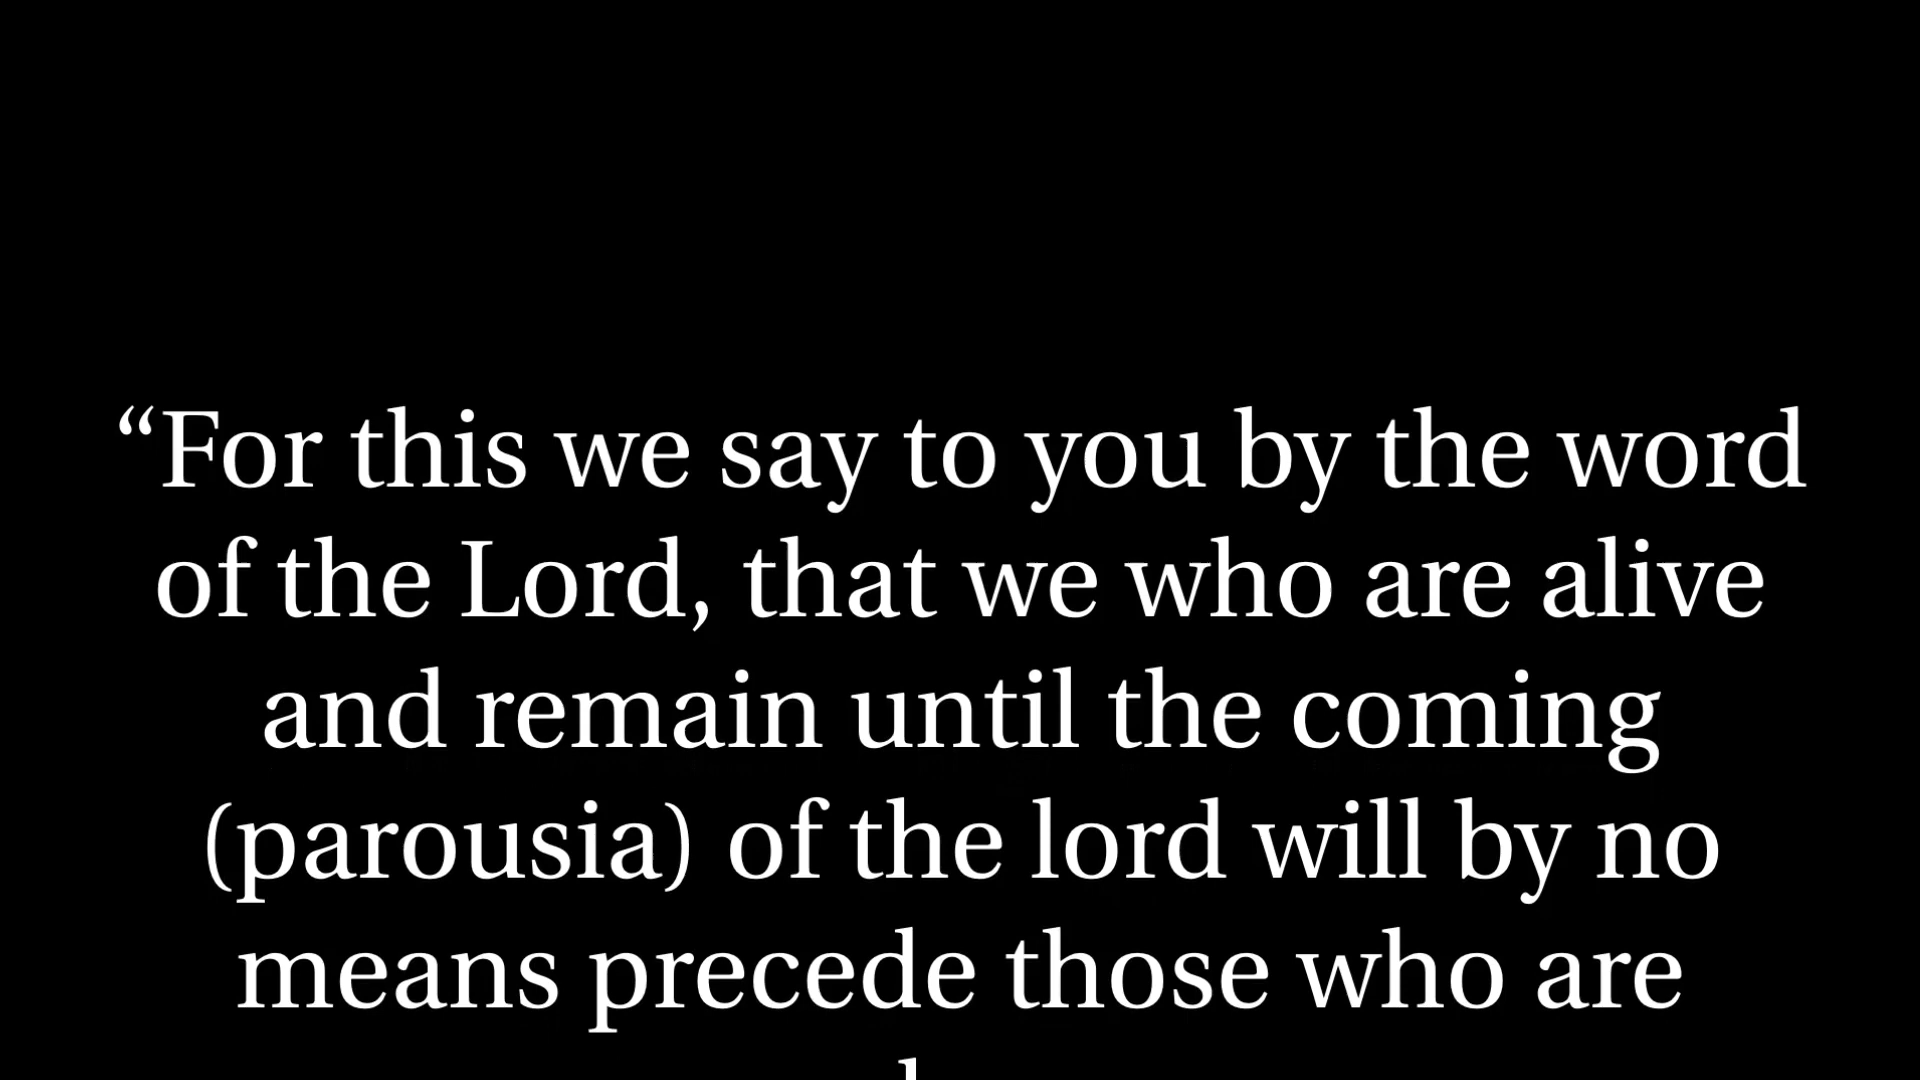 “For this we say to you by the word
of the Lord, that we who are alive
and remain until the coming
(parousia) of the lord will by no
means precede those who are